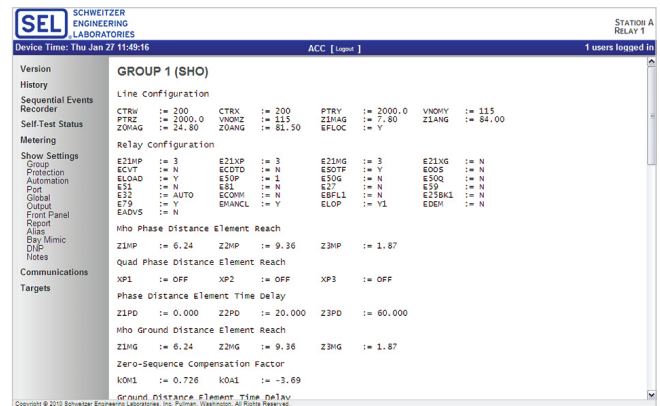 SEL SCHWEITZER
ENGINEERING
LABORATORIES
STATION A
RELAY 1
Device Time: Thu Jan 27 11:49:16 ACC [ Logout ] 1 users logged in
Version
History
Sequential Events
Recorder
Self-Test Status
Metering
Show Settings
Group
Protection
Automation
Port
Global
Output
Front Panel
Report
Alias
Bay Mimic
DNP
Notes
Communications
Targets
GROUP 1 (SHO)
Line Configuration
CTRW := 200 CTRX := 200 PTRY := 2000.0 VNOMY := 115
PTRZ := 2000.0 VNOMZ := 115 Z1MAG := 7.80 Z1ANG := 84.00
Z0MAG := 24.80 Z0ANG := 81.50 EFLOC := Y
Relay Configuration
E21MP := 3 E21XP := 3 E21MG := 3 E21XG := N
ECVT := N ECDTD := N ESOTF := Y EOOS := N
ELOAD := Y E50P := 1 E50G := N E50Q := N
E51 := N E81 := N E27 := N E59 := N
E32 := AUTO ECOMM := N EBFL1 := N E25BK1 := N
E79 := Y EMANCL := Y ELOP := Y1 EDEM := N
EADVS := N
Mho Phase Distance Element Reach
Z1MP := 6.24 Z2MP := 9.36 Z3MP := 1.87
Quad Phase Distance Element Reach
XP1 := OFF XP2 := OFF XP3 := OFF
Phase Distance Element Time Delay
Z1PD := 0.000 Z2PD := 20.000 Z3PD := 60.000
Mho Ground Distance Element Reach
Z1MG := 6.24 Z2MG := 9.36 Z3MG := 1.87
Zero-Sequence Compensation Factor
k0M1 := 0.726 k0A1 := -3.69
Ground Distance Element Time Delay
Copyright © 2010 Schweitzer Engineering Laboratories, Inc. Pullman, Washington. All Rights Reserved.